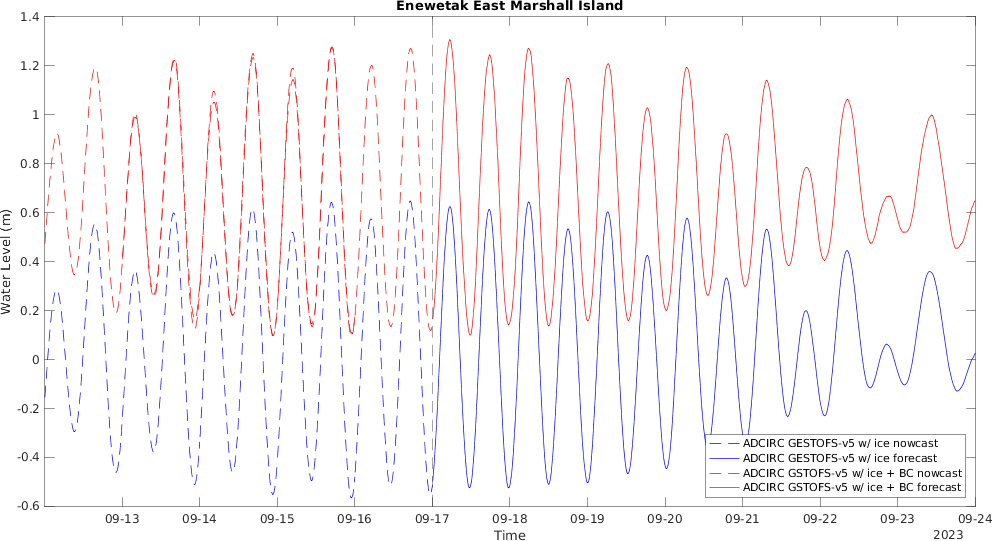 Enewetak East Marshall Island
Water Level (m)
1.4
1.2
1
0.8
0.6
0.4
0.2
0
-0.2
-0.4
-0.6
ADCIRC GESTOFS-v5 w/ ice nowcast
ADCIRC GESTOFS-v5 w/ ice forecast
ADCIRC GSTOFS-v5 w/ ice + BC nowcast
ADCIRC GSTOFS-v5 w/ ice + BC forecast
09-13 09-14 09-15 09-16 09-17 09-18 09-19 09-20 09-21 09-22 09-23 09-24
Time
2023